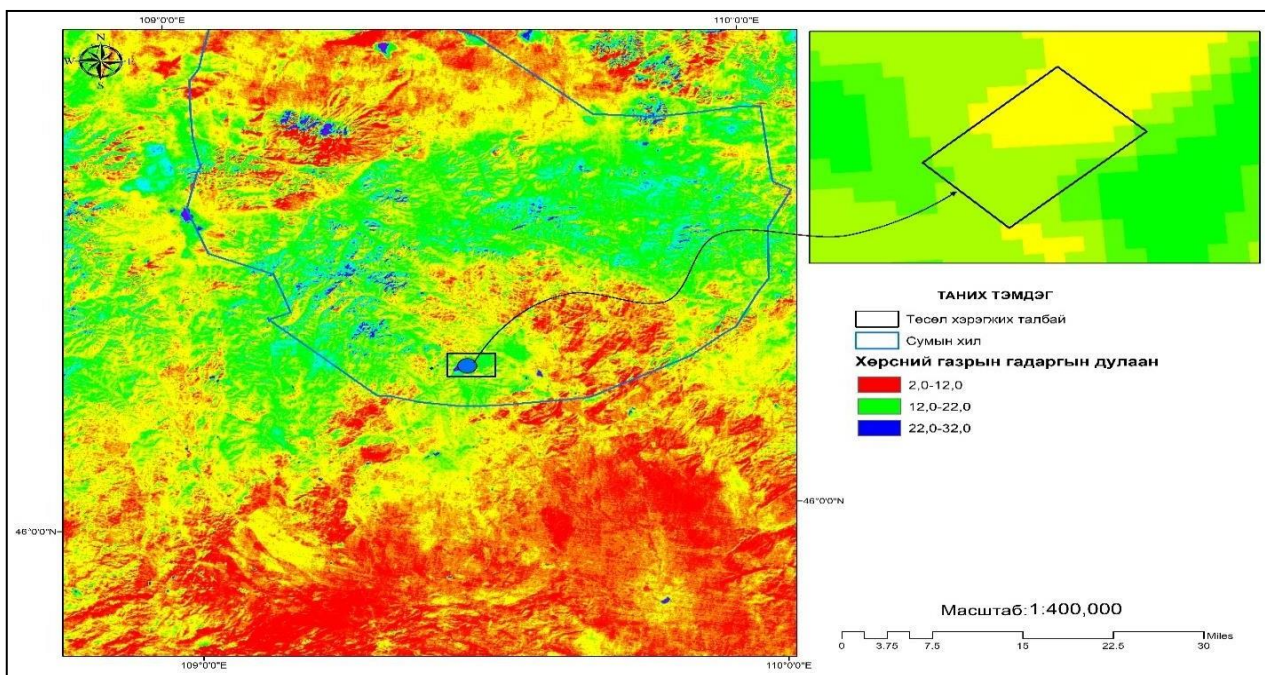 109°0'0"E
110°0'0"E
N
W
E
S
ТАНИХ ТЭМДЭГ
Төсөл хэрэгжих талбай
Сумын хил
Хөрсний газрын гадаргын дулаан
2,0-12,0
12,0-22,0
22,0-32,0
46°0'0"N
46°0'0"N
Масштаб:1:400,000
0 3.75 7.5 15 22.5 30 Miles
109°0'0"E
110°0'0"E